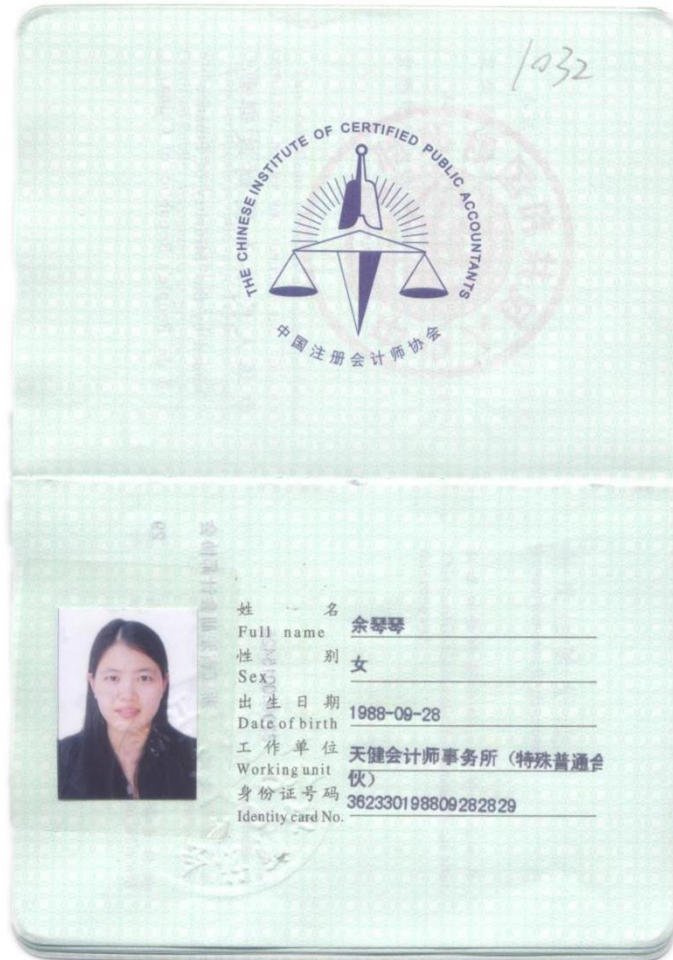 1032
THE CHINESE INSTITUTE OF CERTIFIED PUBLIC ACCOUNTANTS
中国注册会计师协会
姓名 余琴琴
Full name
性别 女
Sex
出生日期 1988-09-28
Date of birth
工作单位 天健会计师事务所（特殊普通合
Working unit 伙）
身份证号码 362330198809282829
Identity card No.